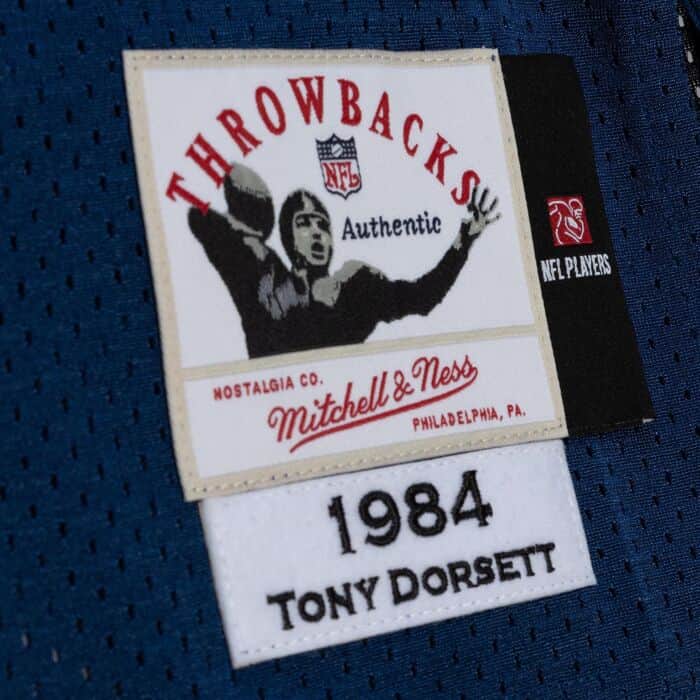 THROWBACKS
NFL
Authentic
NFL PLAYERS
NOSTALGIA CO.
Mitchell & Ness
PHILADELPHIA, PA.
1984
TONY DORSETT